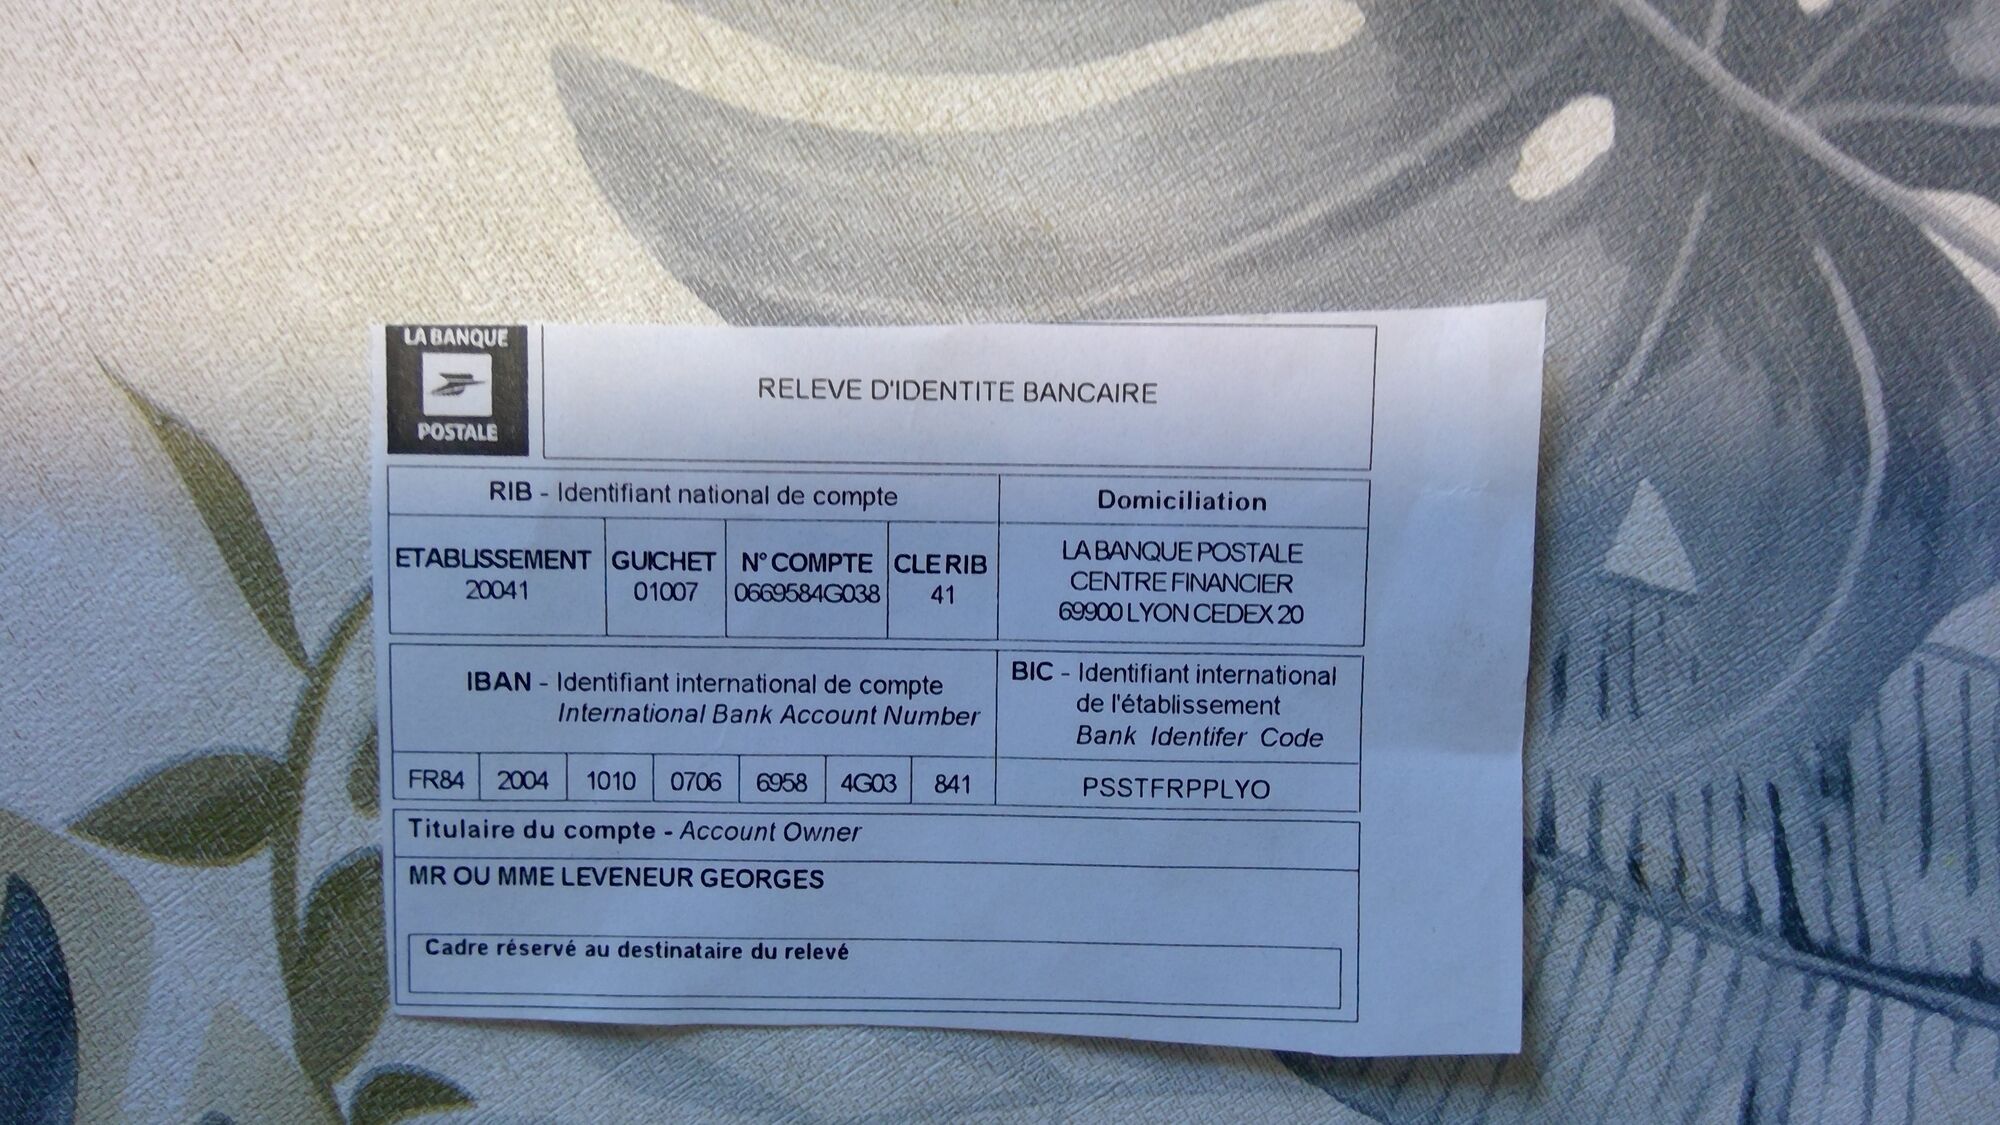 LA BANQUE
POSTALE
RELEVE D'IDENTITE BANCAIRE
RIB - Identifiant national de compte
Domiciliation
ETABLISSEMENT GUICHET N° COMPTE CLE RIB
20041 01007 0669584G038 41
LA BANQUE POSTALE
CENTRE FINANCIER
69900 LYON CEDEX 20
IBAN - Identifiant international de compte
International Bank Account Number
BIC - Identifiant international
de l'établissement
Bank Identifer Code
FR84 2004 1010 0706 6958 4G03 841
PSSTFRPPLYO
Titulaire du compte - Account Owner
MR OU MME LEVENEUR GEORGES
Cadre réservé au destinataire du relevé